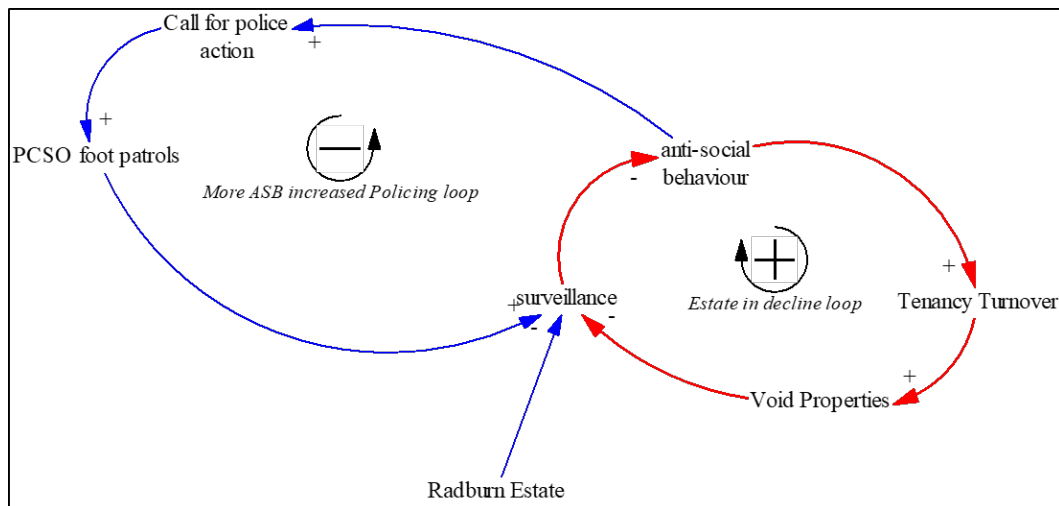 Call for police
action
+
+
PCSO foot patrols
—
More ASB increased Policing loop
anti-social
behaviour
-
+
Estate in decline loop
+
Tenancy Turnover
surveillance
+
-
-
+
Void Properties
Radburn Estate